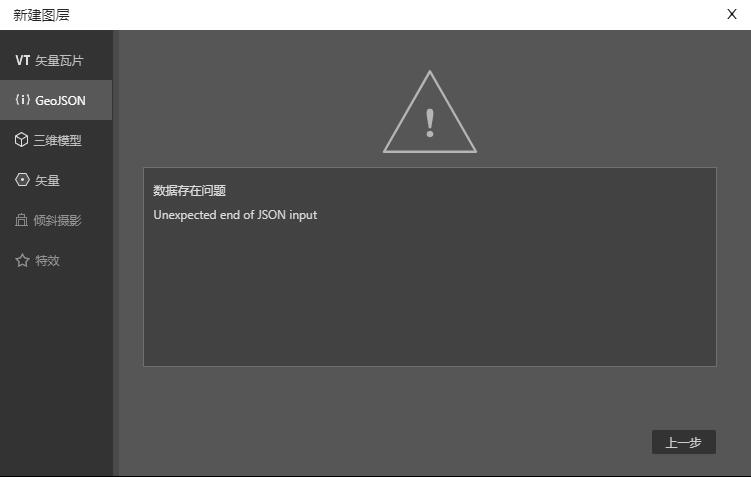 新建图层
X
VT 矢量瓦片
{i} GeoJSON
三维模型
矢量
倾斜摄影
特效
!
数据存在问题
Unexpected end of JSON input
上一步